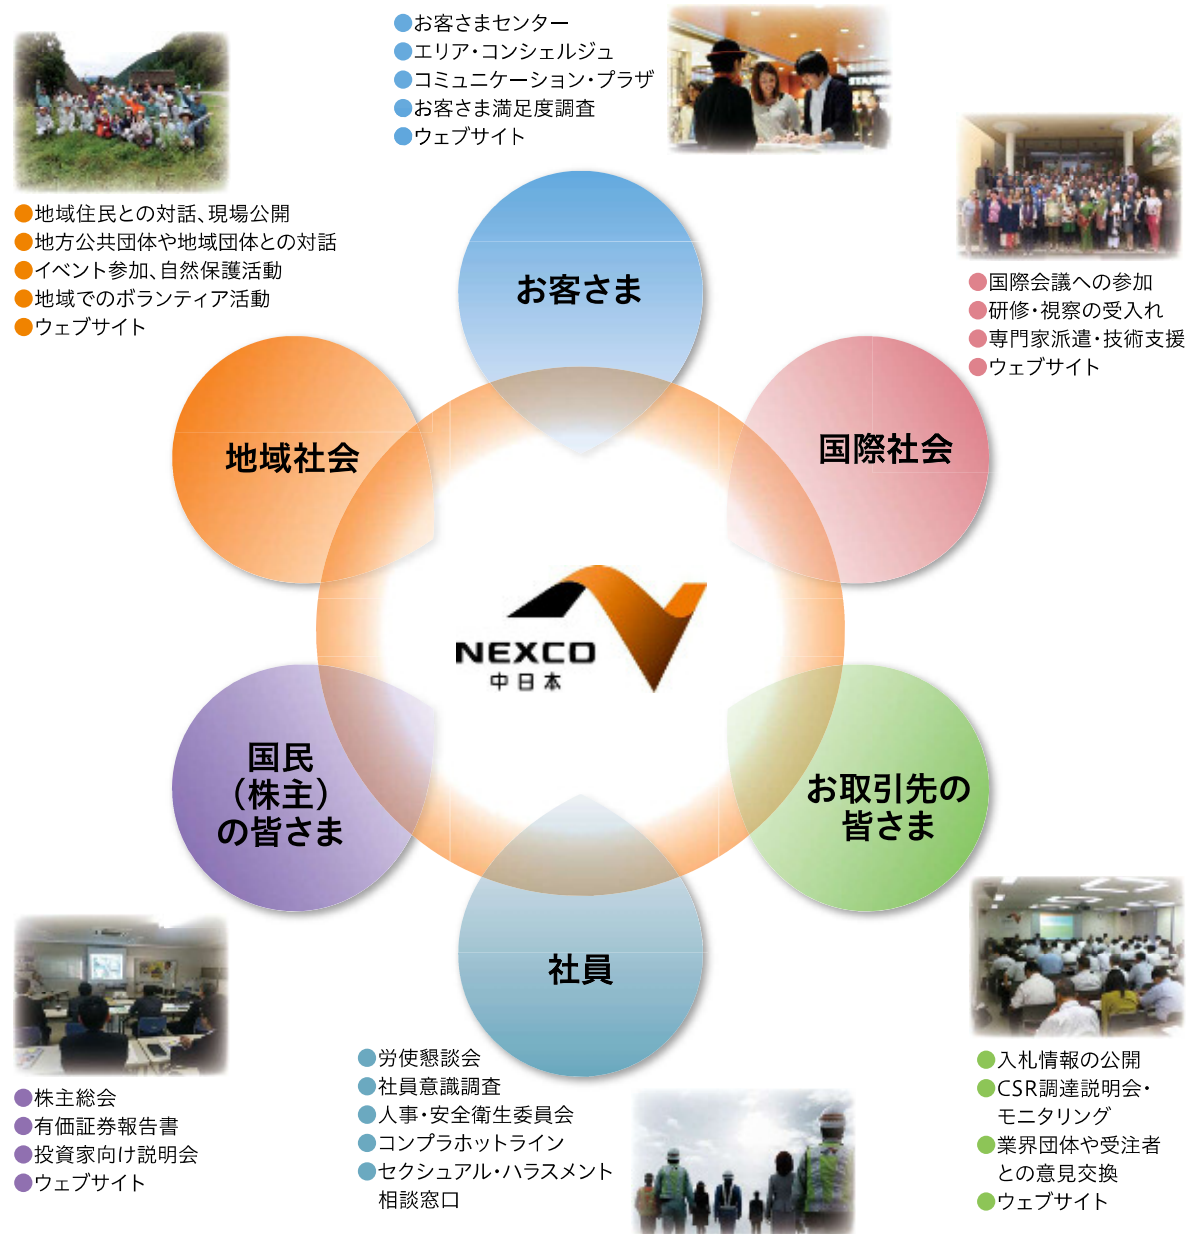 ●お客さまセンター
●エリア・コンシェルジュ
●コミュニケーション・プラザ
●お客さま満足度調査
●ウェブサイト
●地域住民との対話、現場公開
●地方公共団体や地域団体との対話
●イベント参加、自然保護活動
●地域でのボランティア活動
●ウェブサイト
●国際会議への参加
●研修・視察の受入れ
●専門家派遣・技術支援
●ウェブサイト
お客さま
地域社会
国際社会
NEXCO
中日本
国民
（株主）
の皆さま
お取引先の
皆さま
社員
●株主総会
●有価証券報告書
●投資家向け説明会
●ウェブサイト
●労使懇談会
●社員意識調査
●人事・安全衛生委員会
●コンプラホットライン
●セクシュアル・ハラスメント
相談窓口
●入札情報の公開
●CSR調達説明会・
モニタリング
●業界団体や受注者
との意見交換
●ウェブサイト